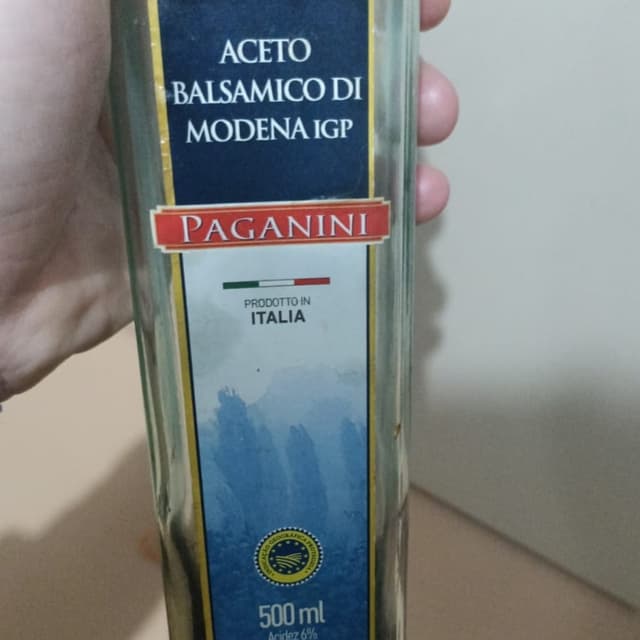 ACETO
BALSAMICO DI
MODENA IGP
PAGANINI
PRODOTTO IN
ITALIA
500 ml
Acidez 6%